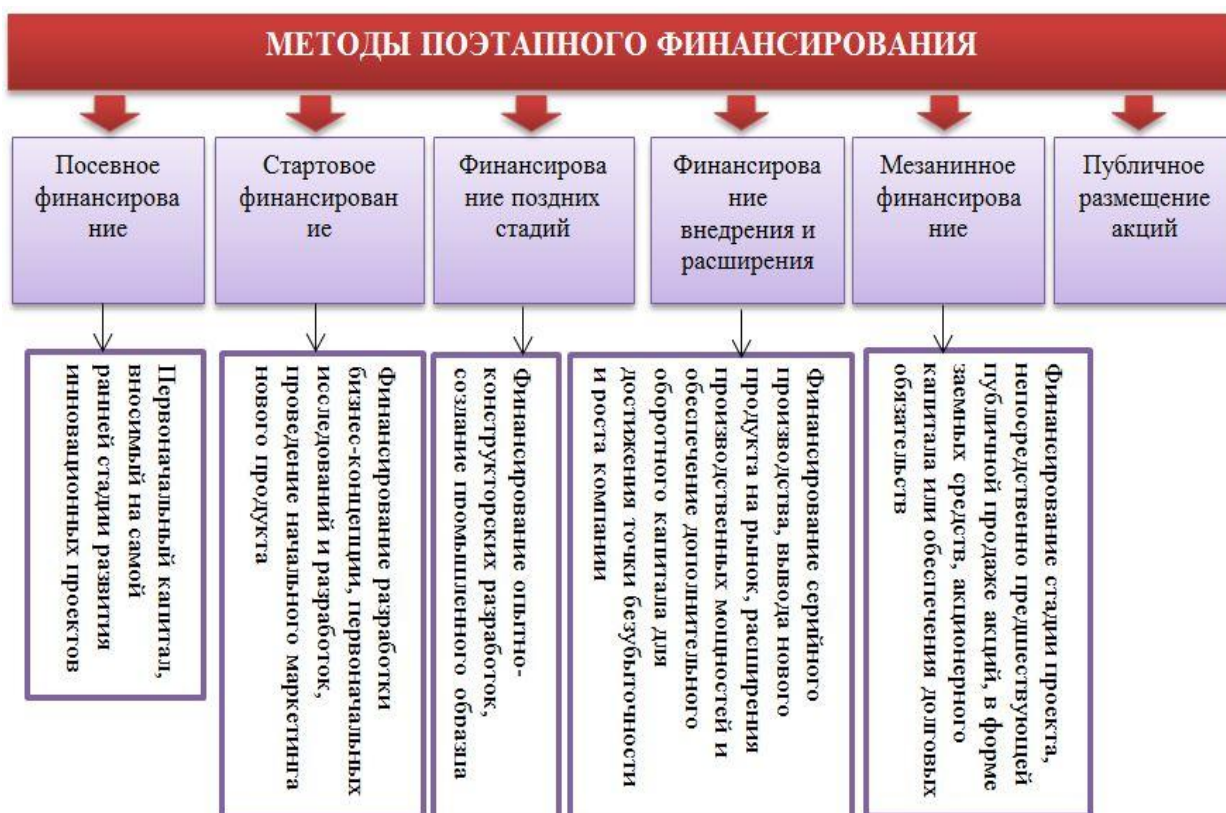 МЕТОДЫ ПОЭТАПНОГО ФИНАНСИРОВАНИЯ
Посевное
финансирова
ние
Стартовое
финансирован
ие
Финансирова
ние поздних
стадий
Финансирова
ние
внедрения и
расширения
Мезанинное
финансирова
ние
Публичное
размещение
акций
Первоначальный капитал,
вносимый на самой
ранней стадии развития
инновационных проектов
Финансирование разработки
бизнес-концепции, первоначальных
исследований и разработок,
проведение начального маркетинга
нового продукта
Финансирование опытно-
конструкторских разработок,
создание промышленного образца
Финансирование серийного
производства, вывода нового
продукта на рынок, расширения
производственных мощностей и
обеспечение дополнительного
оборотного капитала для
достижения точки безубыточности
и роста компании
Финансирование стадии проекта,
непосредственно предшествующей
публичной продаже акций, в форме
заемных средств, акционерного
капитала или обеспечения долговых
обязательств